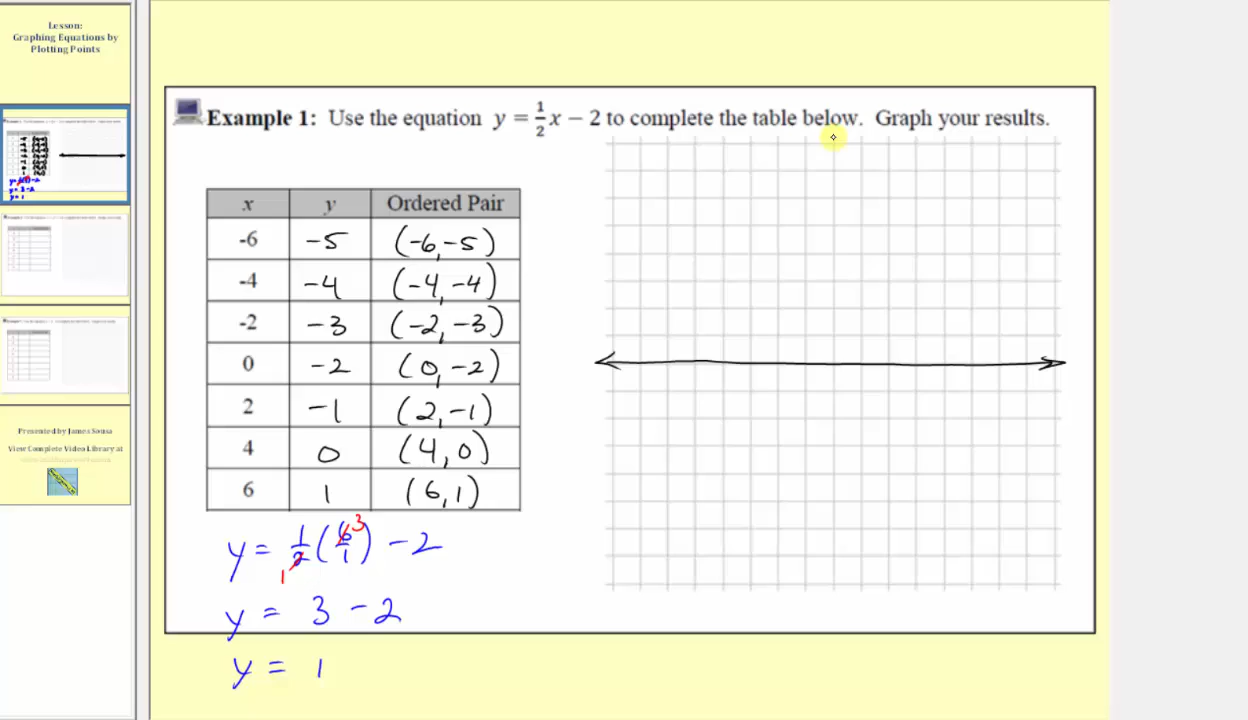 Lesson:
Graphing Equations by
Plotting Points
Presented by James Sousa
View Complete Video Library at
Example 1: Use the equation y = 1/2 x − 2 to complete the table below. Graph your results.
x y Ordered Pair
-6 -5 (-6, -5)
-4 -4 (-4, -4)
-2 -3 (-2, -3)
0 -2 (0, -2)
2 -1 (2, -1)
4 0 (4, 0)
6 1 (6, 1)
y = 1/2 (6/1) - 2
3
1
y = 3 - 2
y = 1